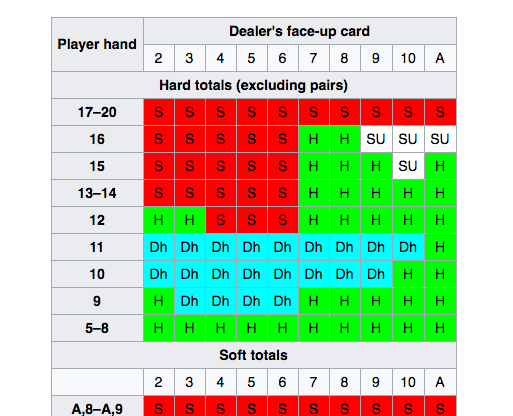 Player hand Dealer's face-up card
2 3 4 5 6 7 8 9 10 A
Hard totals (excluding pairs)
17–20 S S S S S S S S S S
16 S S S S S H H SU SU SU
15 S S S S S H H H SU H
13–14 S S S S S H H H H H
12 H H S S S H H H H H
11 Dh Dh Dh Dh Dh Dh Dh Dh Dh H
10 Dh Dh Dh Dh Dh Dh Dh Dh H H
9 H Dh Dh Dh Dh H H H H H
5–8 H H H H H H H H H H
Soft totals
2 3 4 5 6 7 8 9 10 A
A,8–A,9 S S S S S S S S S S